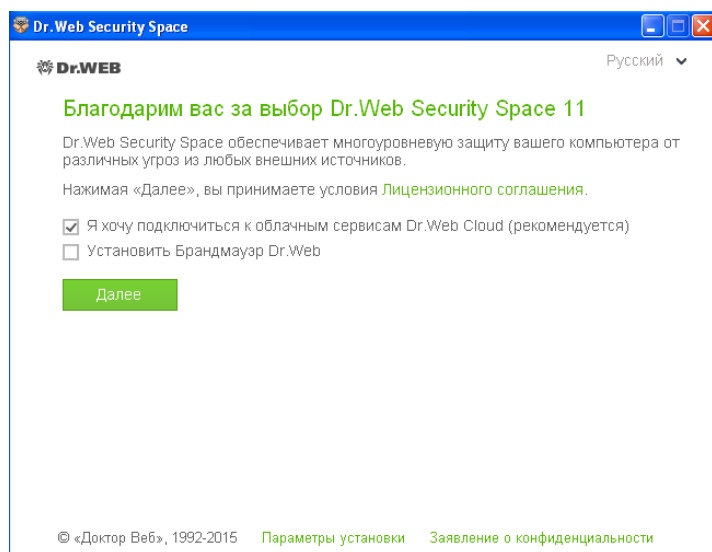 Dr.Web Security Space
Dr.WEB
Русский
Благодарим вас за выбор Dr.Web Security Space 11
Dr.Web Security Space обеспечивает многоуровневую защиту вашего компьютера от
различных угроз из любых внешних источников.
Нажимая «Далее», вы принимаете условия Лицензионного соглашения.
Я хочу подключиться к облачным сервисам Dr.Web Cloud (рекомендуется)
Установить Брандмауэр Dr.Web
Далее
© «Доктор Веб», 1992-2015 Параметры установки Заявление о конфиденциальности